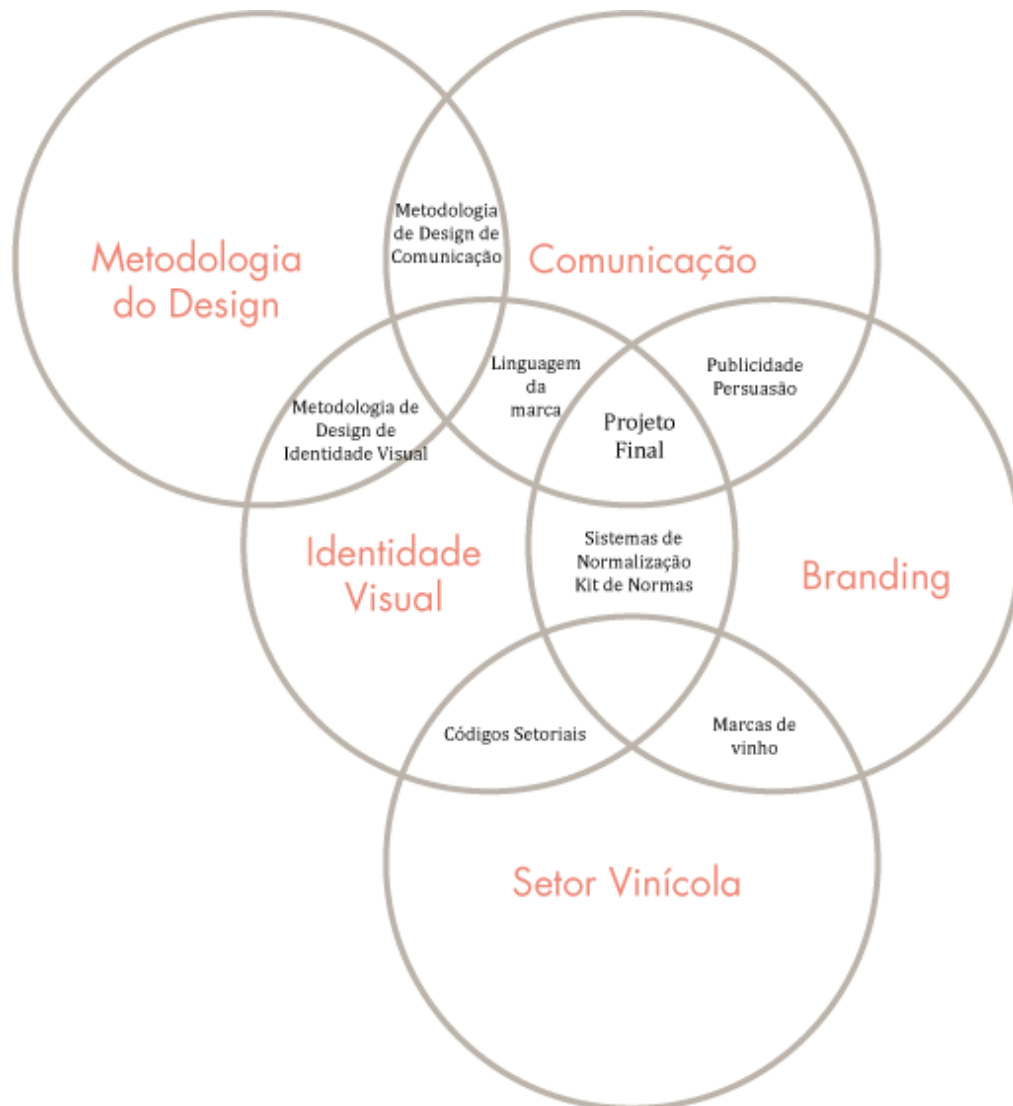 Metodologia
de Design de
Comunicação
Metodologia
do Design
Comunicação
Linguagem
da
marca
Publicidade
Persuasão
Metodologia de
Design de
Identidade Visual
Projeto
Final
Identidade
Visual
Sistemas de
Normalização
Kit de Normas
Branding
Códigos Setoriais
Marcas de
vinho
Setor Vinícola